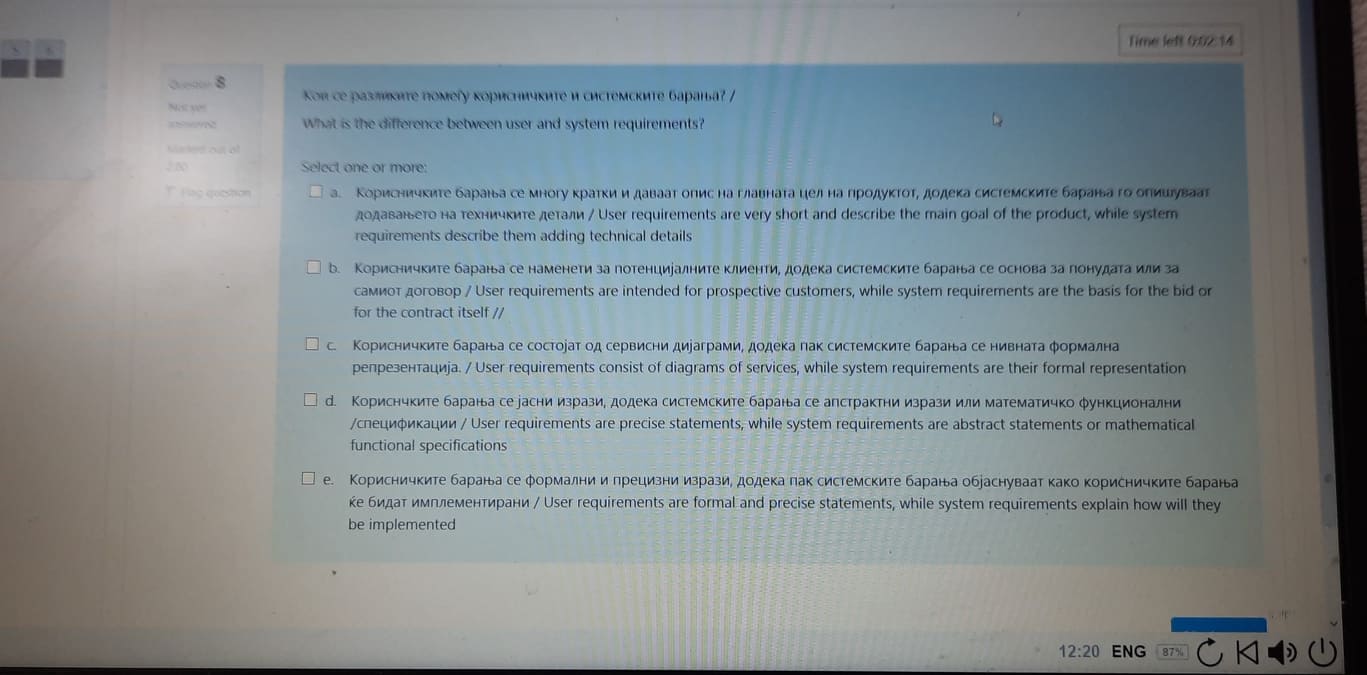 Time left 0:02:14
Question 8
Not yet
answered
Marked out of
2.00
Flag question
Кои се разликите помеѓу корисничките и системските барања? /
What is the difference between user and system requirements?
Select one or more:
a. Корисничките барања се многу кратки и даваат опис на главната цел на продуктот, додека системските барања го опишуваат
додавањето на техничките детали / User requirements are very short and describe the main goal of the product, while system
requirements describe them adding technical details
b. Корисничките барања се наменети за потенцијалните клиенти, додека системските барања се основа за понудата или за
самиот договор / User requirements are intended for prospective customers, while system requirements are the basis for the bid or
for the contract itself //
c. Корисничките барања се состојат од сервисни дијаграми, додека пак системските барања се нивната формална
репрезентација. / User requirements consist of diagrams of services, while system requirements are their formal representation
d. Кориснчките барања се јасни изрази, додека системските барања се апстрактни изрази или математичко функционални
/спецификации / User requirements are precise statements, while system requirements are abstract statements or mathematical
functional specifications
e. Корисничките барања се формални и прецизни изрази, додека пак системските барања објаснуваат како корисничките барања
ќе бидат имплементирани / User requirements are formal and precise statements, while system requirements explain how will they
be implemented
12:20 ENG 87%